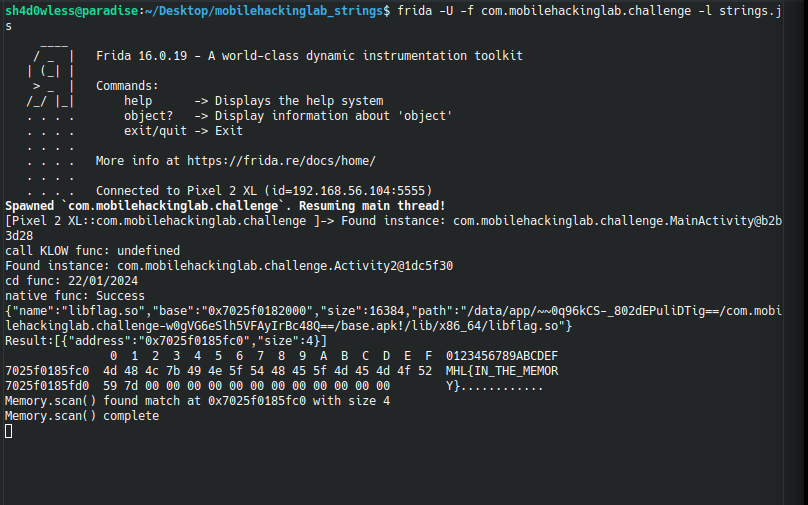 sh4d0wless@paradise:~/Desktop/mobilehackinglab_strings$ frida -U -f com.mobilehackinglab.challenge -l strings.j
s
     ____
    / _  |   Frida 16.0.19 - A world-class dynamic instrumentation toolkit
   | (_| |
    > _  |   Commands:
   /_/ |_|       help      -> Displays the help system
   . . . .       object?   -> Display information about 'object'
   . . . .       exit/quit -> Exit
   . . . .
   . . . .   More info at https://frida.re/docs/home/
   . . . .
   . . . .   Connected to Pixel 2 XL (id=192.168.56.104:5555)
Spawned `com.mobilehackinglab.challenge`. Resuming main thread!
[Pixel 2 XL::com.mobilehackinglab.challenge ]-> Found instance: com.mobilehackinglab.challenge.MainActivity@b2b
3d28
call KLOW func: undefined
Found instance: com.mobilehackinglab.challenge.Activity2@1dc5f30
cd func: 22/01/2024
native func: Success
{"name":"libflag.so","base":"0x7025f0182000","size":16384,"path":"/data/app/~~0q96kCS-_802dEPuliDTig==/com.mobi
lehackinglab.challenge-w0gVG6eSlh5VFAyIrBc48Q==/base.apk!/lib/x86_64/libflag.so"}
Result:[{"address":"0x7025f0185fc0","size":4}]
               0  1  2  3  4  5  6  7  8  9  A  B  C  D  E  F  0123456789ABCDEF
7025f0185fc0  4d 48 4c 7b 49 4e 5f 54 48 45 5f 4d 45 4d 4f 52  MHL{IN_THE_MEMOR
7025f0185fd0  59 7d 00 00 00 00 00 00 00 00 00 00 00 00        Y}............
Memory.scan() found match at 0x7025f0185fc0 with size 4
Memory.scan() complete